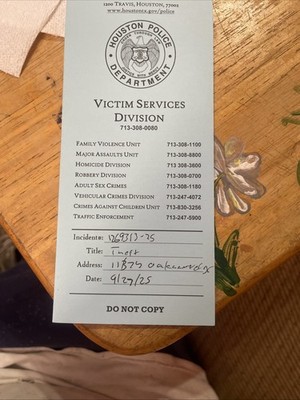 1200 TRAVIS, HOUSTON, 77002
www.houstontx.gov/police
HOUSTON POLICE
DEPARTMENT
VICTIM SERVICES
DIVISION
713-308-0080
FAMILY VIOLENCE UNIT 713-308-1100
MAJOR ASSAULTS UNIT 713-308-8800
HOMICIDE DIVISION 713-308-3600
ROBBERY DIVISION 713-308-0700
ADULT SEX CRIMES 713-308-1180
VEHICULAR CRIMES DIVISION 713-247-4072
CRIMES AGAINST CHILDREN UNIT 713-830-3256
TRAFFIC ENFORCEMENT 713-247-5900
Incident#:
Title: Theft
Address:
Date: 9/27/25
DO NOT COPY